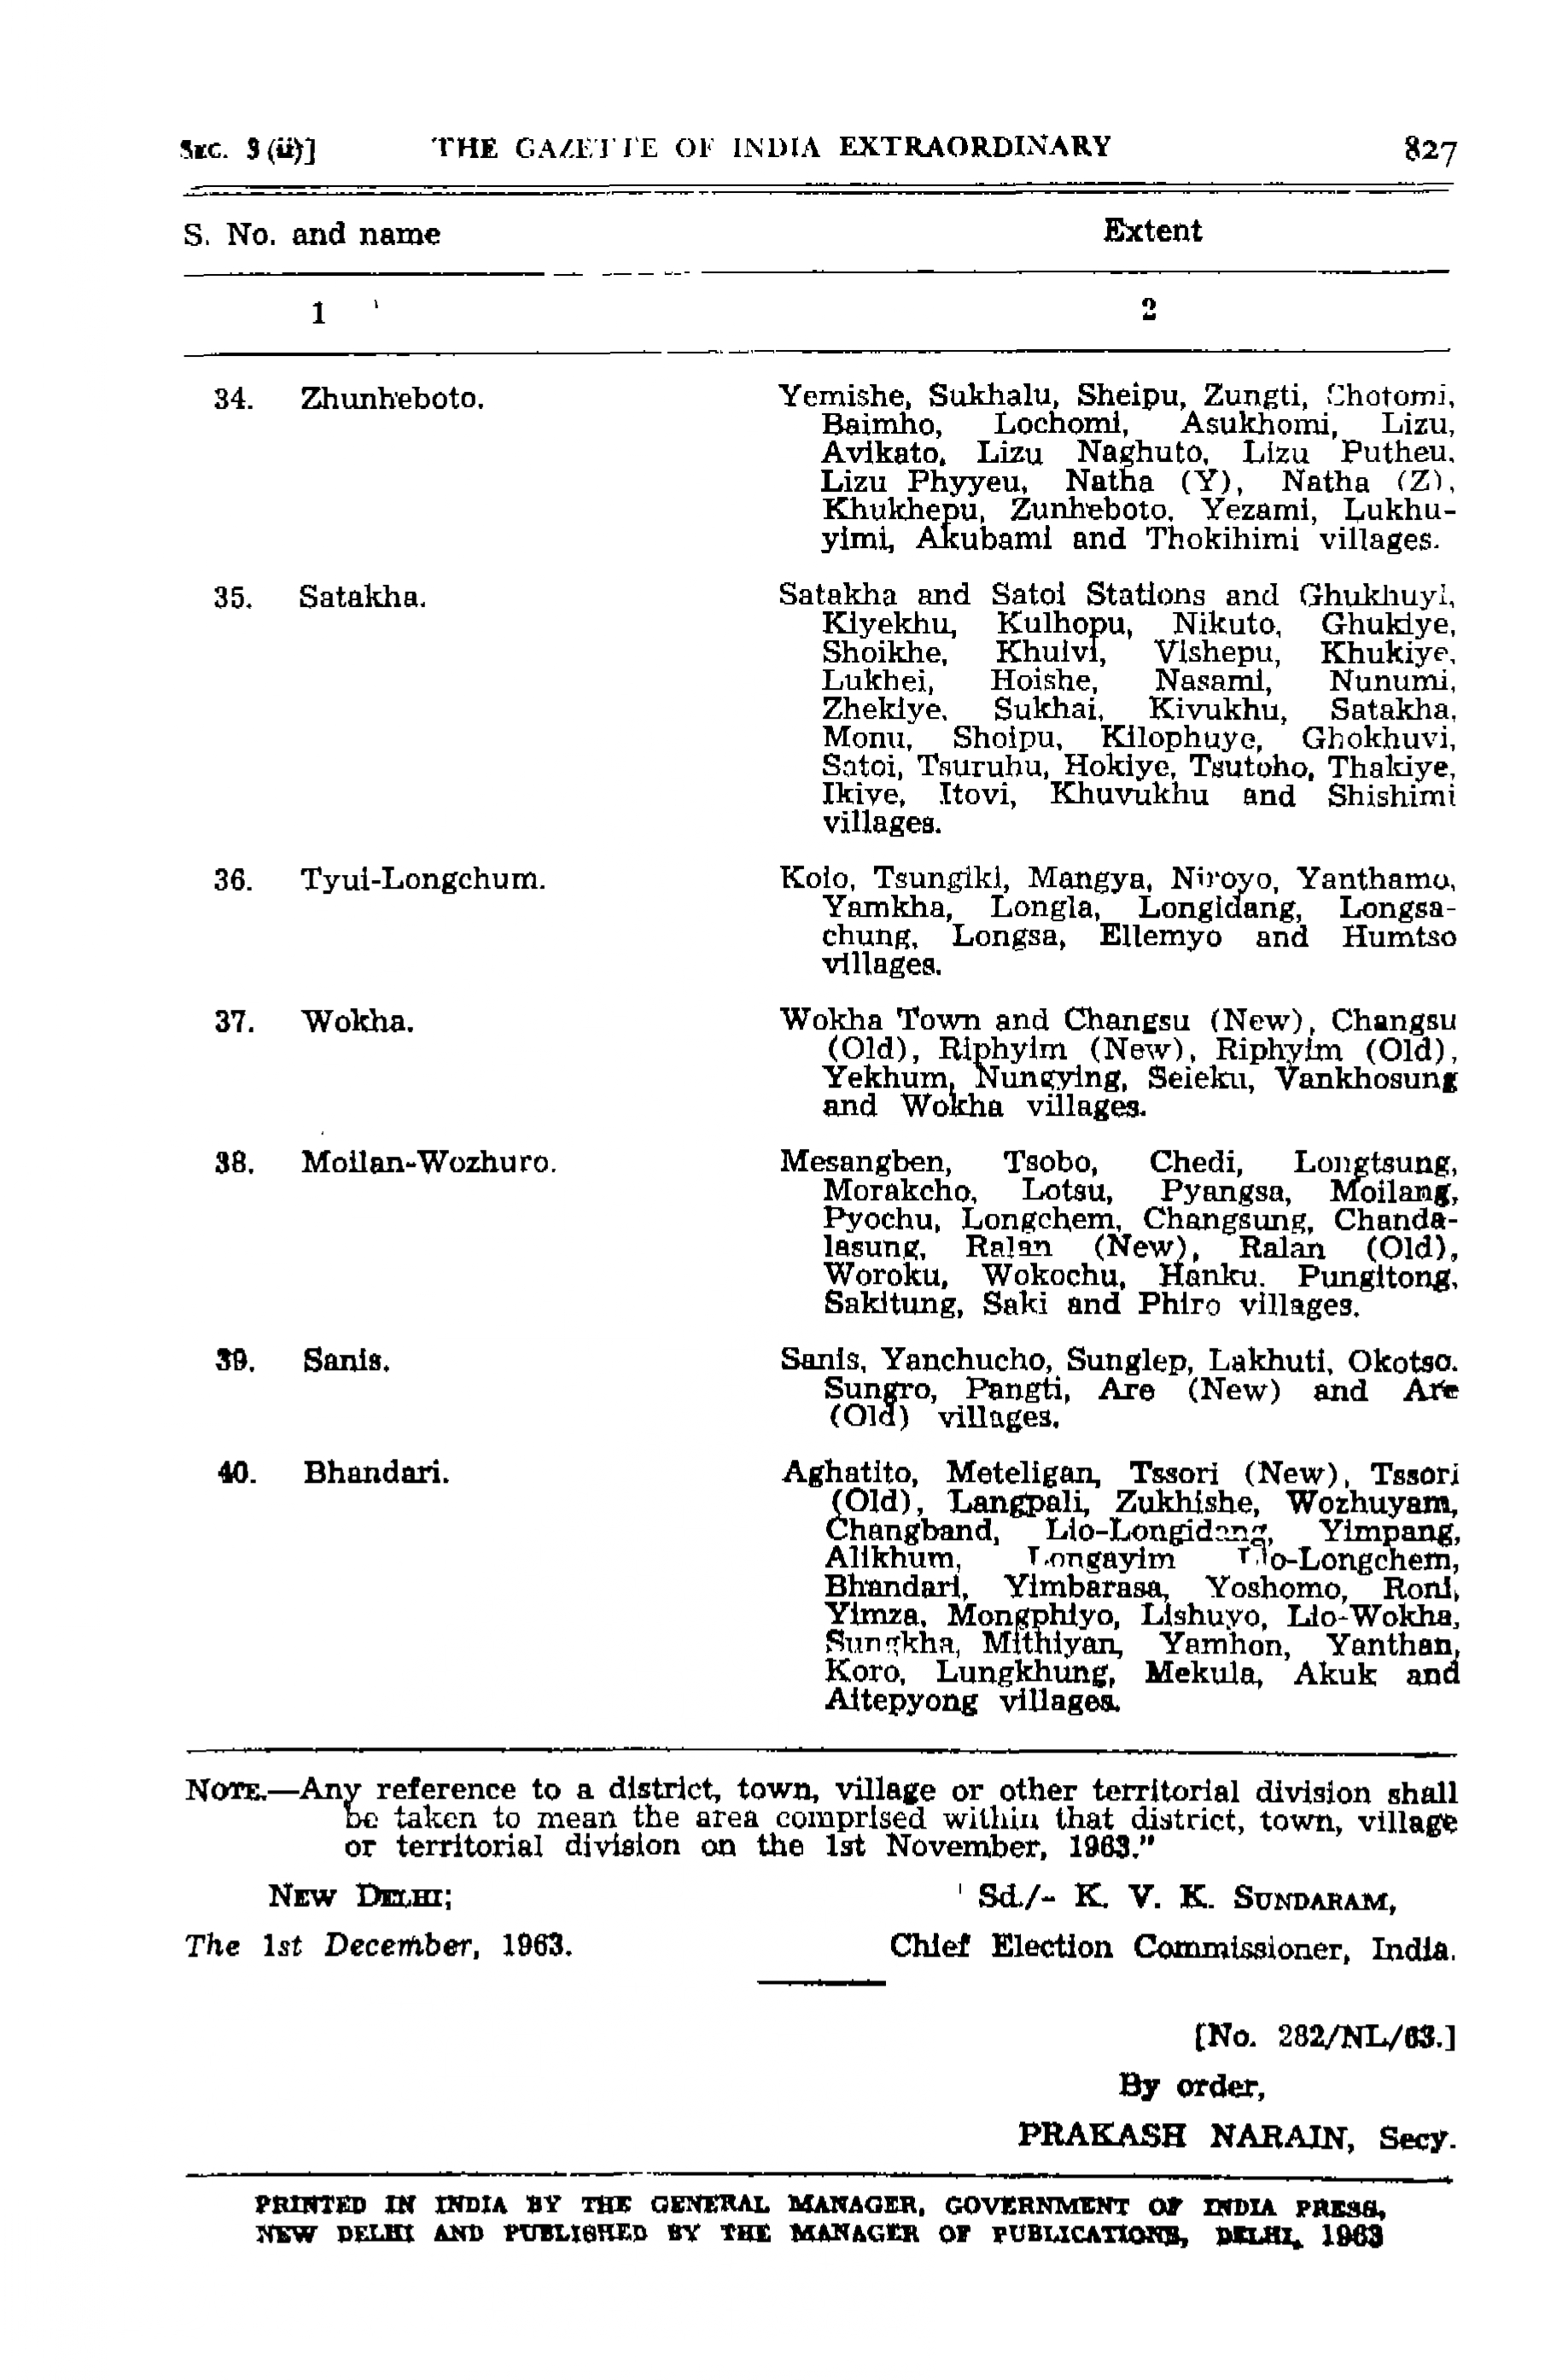 SEC. 3(ii)] THE GAZETTE OF INDIA EXTRAORDINARY 827
S. No. and name Extent
1 2
34. Zhunheboto. Yemishe, Sukhalu, Sheipu, Zungti, Chotomi,
Baimho, Lochomi, Asukhomi, Lizu,
Avikato, Lizu Naghuto, Lizu Putheu,
Lizu Phyyeu, Natha (Y), Natha (Z),
Khukhepu, Zunheboto, Yezami, Lukhu-
yimi, Akubami and Thokihimi villages.
35. Satakha. Satakha and Satoi Stations and Ghukhuyi,
Kiyekhu, Kulhopu, Nikuto, Ghukiye,
Shoikhe, Khuivi, Vishepu, Khukiye,
Lukhei, Hoishe, Nasami, Nunumi,
Zhekiye, Sukhai, Kivukhu, Satakha,
Monu, Shoipu, Kilophuye, Ghokhuvi,
Satoi, Tsuruhu, Hokiye, Tsutoho, Thakiye,
Ikiye, Itovi, Khuvukhu and Shishimi
villages.
36. Tyui-Longchum. Koio, Tsungiki, Mangya, Niroyo, Yanthamo,
Yamkha, Longla, Longidang, Longsa-
chung, Longsa, Ellemyo and Humtso
villages.
37. Wokha. Wokha Town and Changsu (New), Changsu
(Old), Riphyim (New), Riphyim (Old),
Yekhum, Nungying, Seieku, Vankhosung
and Wokha villages.
38. Moilan-Wozhuro. Mesangben, Tsobo, Chedi, Longtsung,
Morakcho, Lotsu, Pyangsa, Moilang,
Pyochu, Longchem, Changsung, Chanda-
lasung, Ralan (New), Ralan (Old),
Woroku, Wokochu, Hanku. Pungitong,
Sakitung, Saki and Phiro villages.
39. Sanis. Sanis, Yanchucho, Sunglep, Lakhuti, Okotso.
Sungro, Pangti, Are (New) and Are
(Old) villages.
40. Bhandari. Aghatito, Meteligan, Tssori (New), Tssori
(Old), Langpali, Zukhishe, Wozhuyam,
Changband, Lio-Longidang, Yimpang,
Alikhum, Longayim Lio-Longchem,
Bhandari, Yimbarasa, Yoshomo, Roni,
Yimza, Mongphiyo, Lishuyo, Lio-Wokha,
Sungkha, Mithiyan, Yamhon, Yanthan,
Koro, Lungkhung, Mekula, Akuk and
Aitepyong villages.
NOTE.—Any reference to a district, town, village or other territorial division shall
be taken to mean the area comprised within that district, town, village
or territorial division on the 1st November, 1963."
NEW DELHI; Sd./- K. V. K. SUNDARAM,
The 1st December, 1963. Chief Election Commissioner, India.
[No. 282/NL/63.]
By order,
PRAKASH NARAIN, Secy.
PRINTED IN INDIA BY THE GENERAL MANAGER, GOVERNMENT OF INDIA PRESS,
NEW DELHI AND PUBLISHED BY THE MANAGER OF PUBLICATIONS, DELHI, 1963